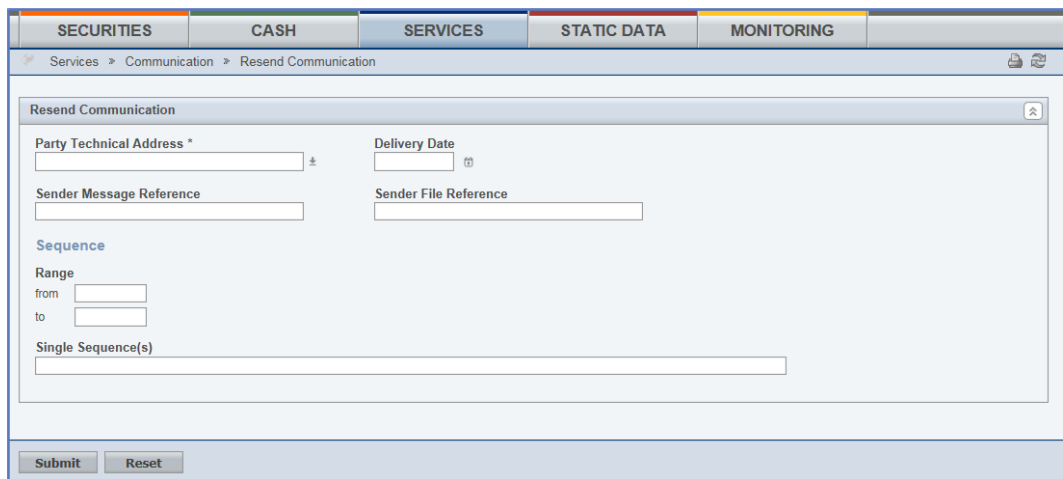 SECURITIES CASH SERVICES STATIC DATA MONITORING
Services » Communication » Resend Communication
Resend Communication
Party Technical Address * Delivery Date
Sender Message Reference Sender File Reference
Sequence
Range
from
to
Single Sequence(s)
Submit Reset